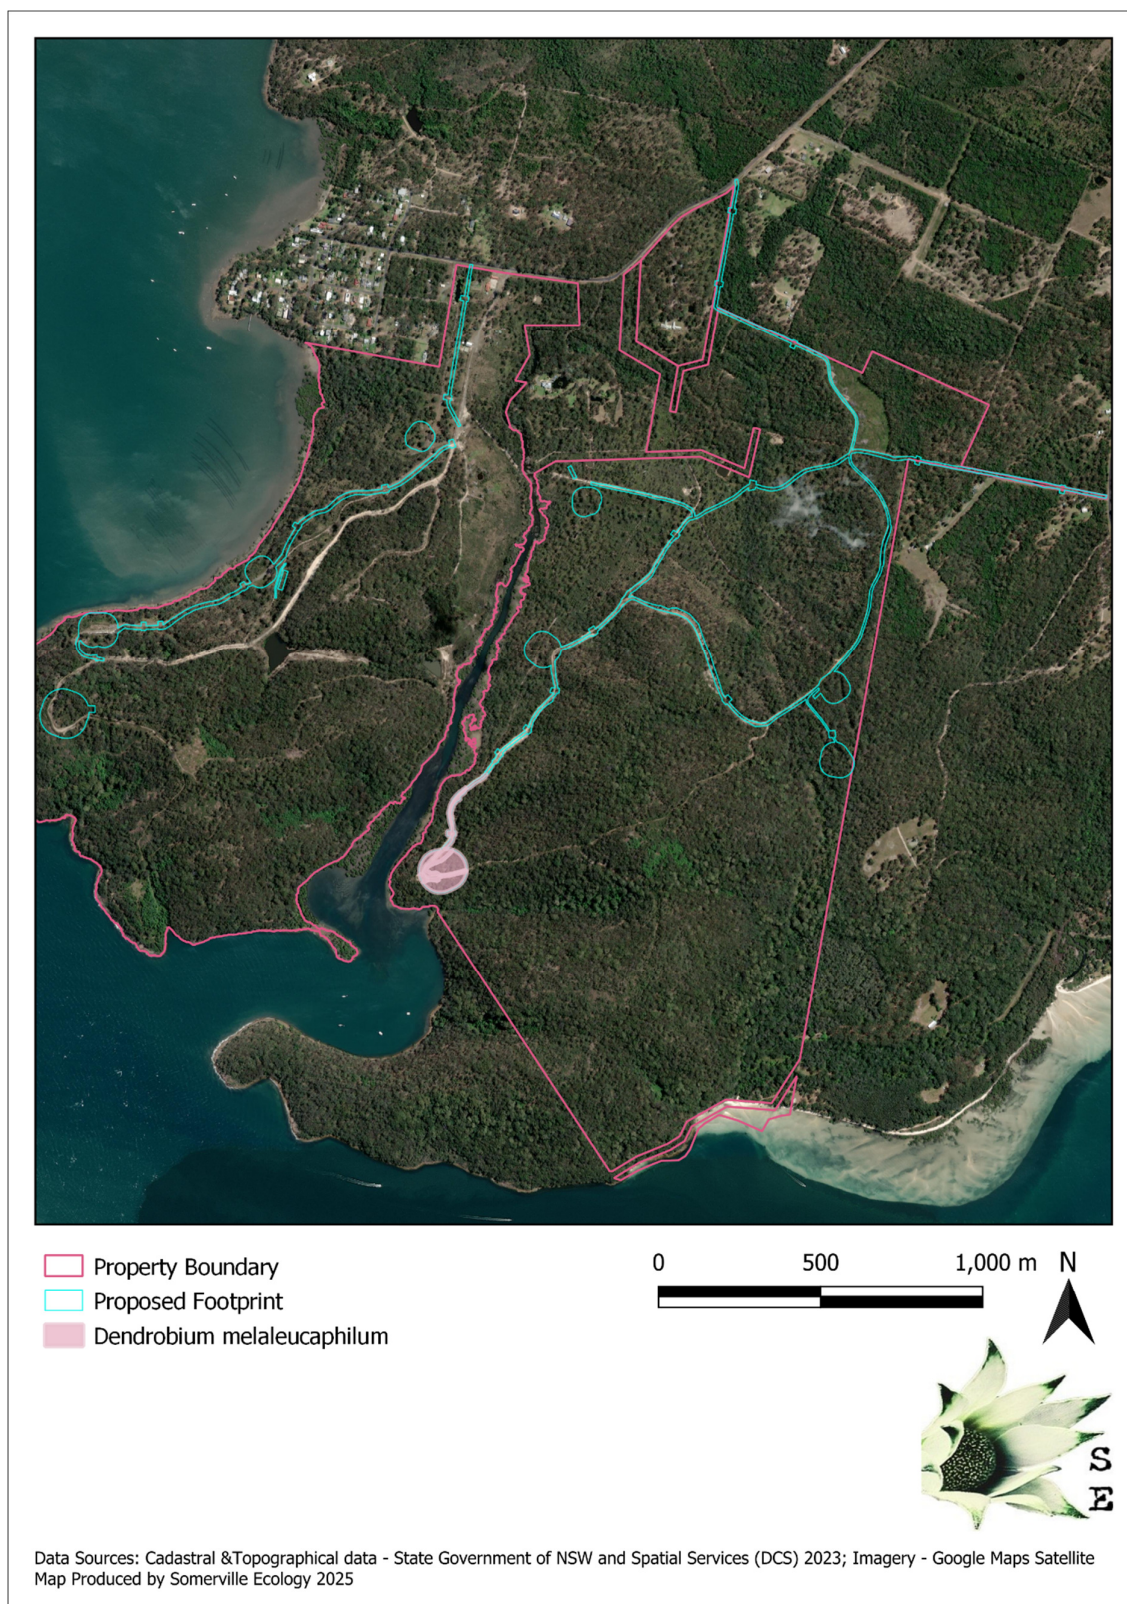 Property Boundary
Proposed Footprint
Dendrobium melaleucaphilum
0 500 1,000 m N
S
E
Data Sources: Cadastral &Topographical data - State Government of NSW and Spatial Services (DCS) 2023; Imagery - Google Maps Satellite
Map Produced by Somerville Ecology 2025